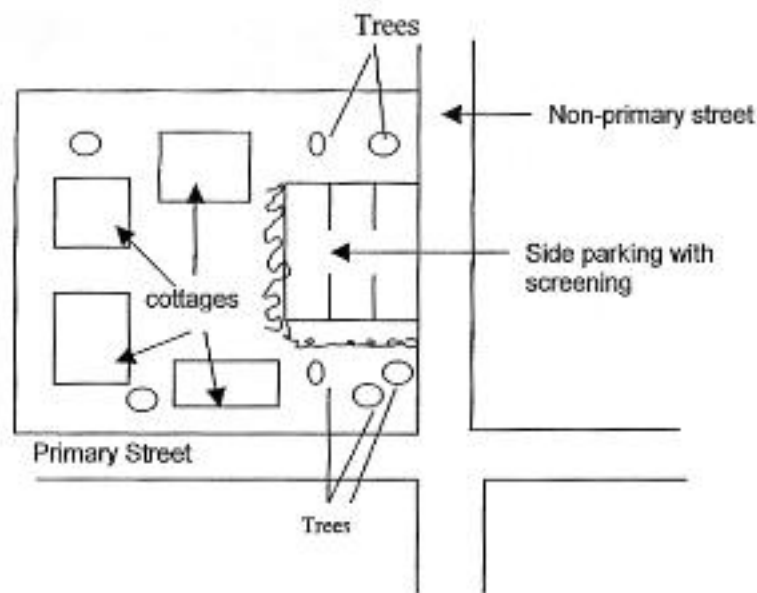 Trees
Non-primary street
Side parking with
screening
cottages
Primary Street
Trees